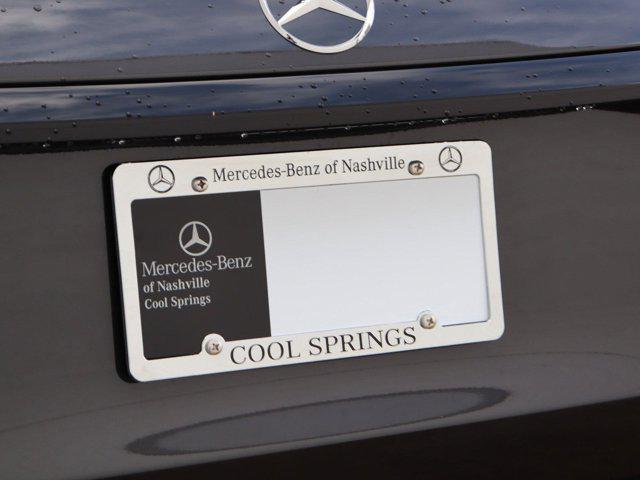 Mercedes-Benz of Nashville
Mercedes-Benz
of Nashville
Cool Springs
COOL SPRINGS